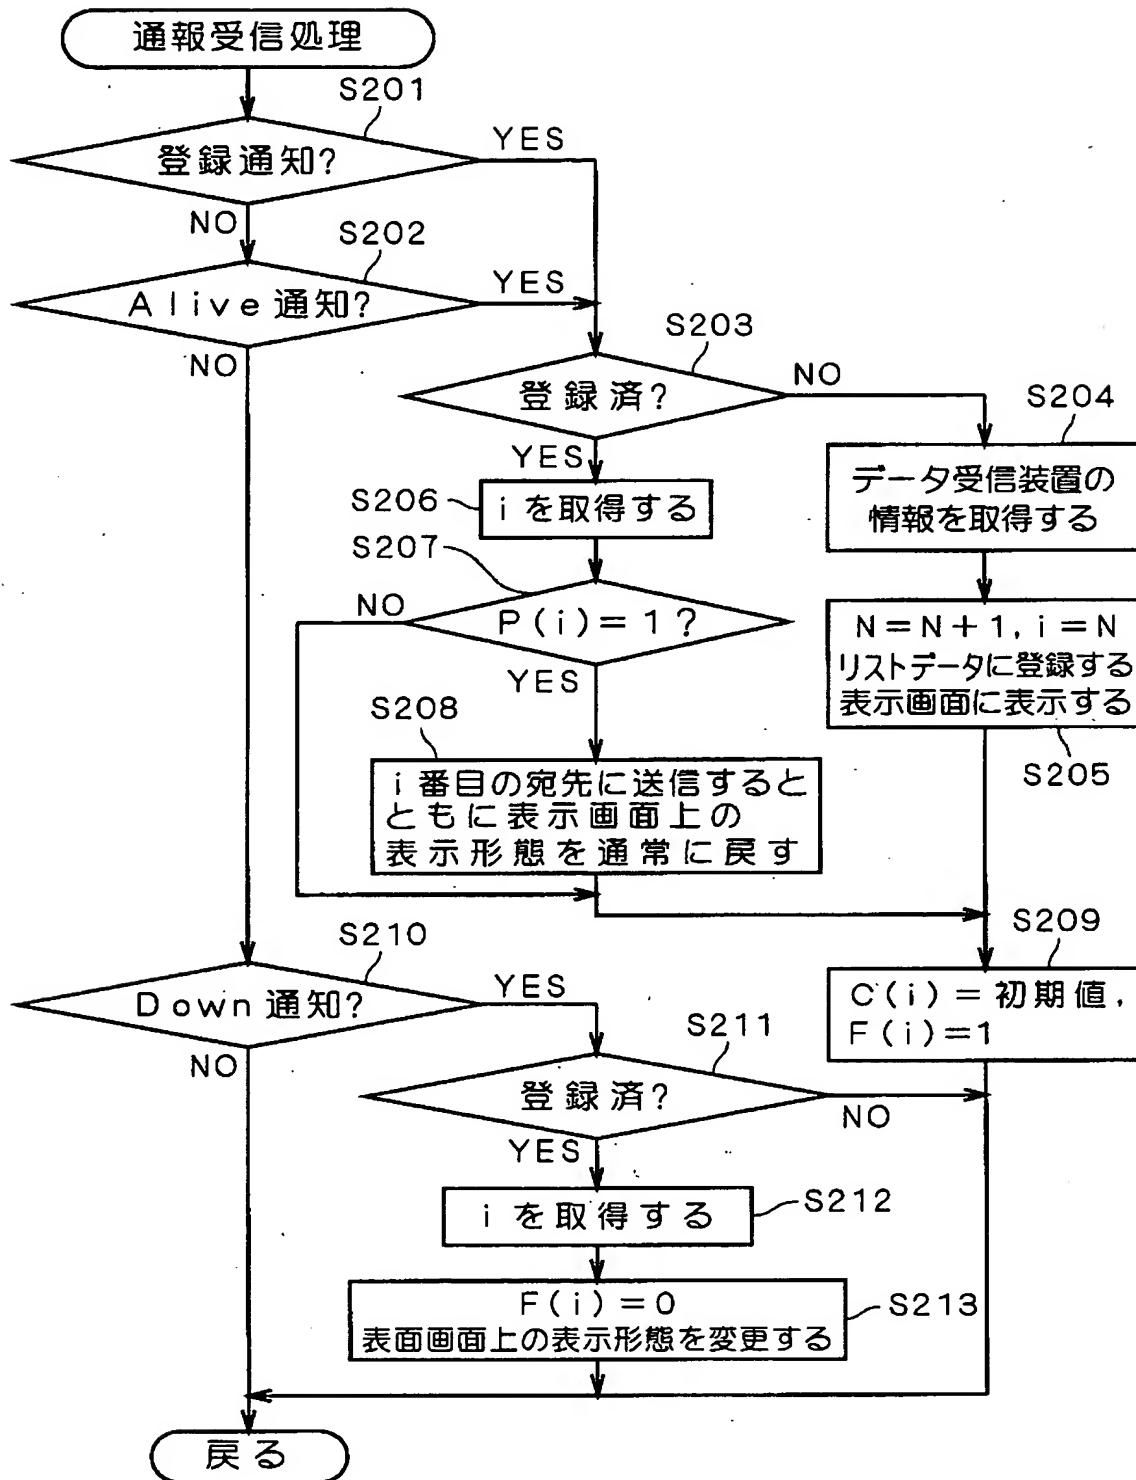 通報受信処理
S201
登録通知?
YES
NO
S202
Alive通知?
YES
NO
S203
登録済?
NO
S204
データ受信装置の
情報を取得する
YES
S206
iを取得する
S207
P(i)=1?
NO
YES
N=N+1,i=N
リストデータに登録する
表示画面に表示する
S205
S208
i番目の宛先に送信すると
ともに表示画面上の
表示形態を通常に戻す
S209
C(i)=初期値,
F(i)=1
S210
Down通知?
YES
NO
S211
登録済?
NO
YES
S212
iを取得する
S213
F(i)=0
表面画面上の表示形態を変更する
戻る